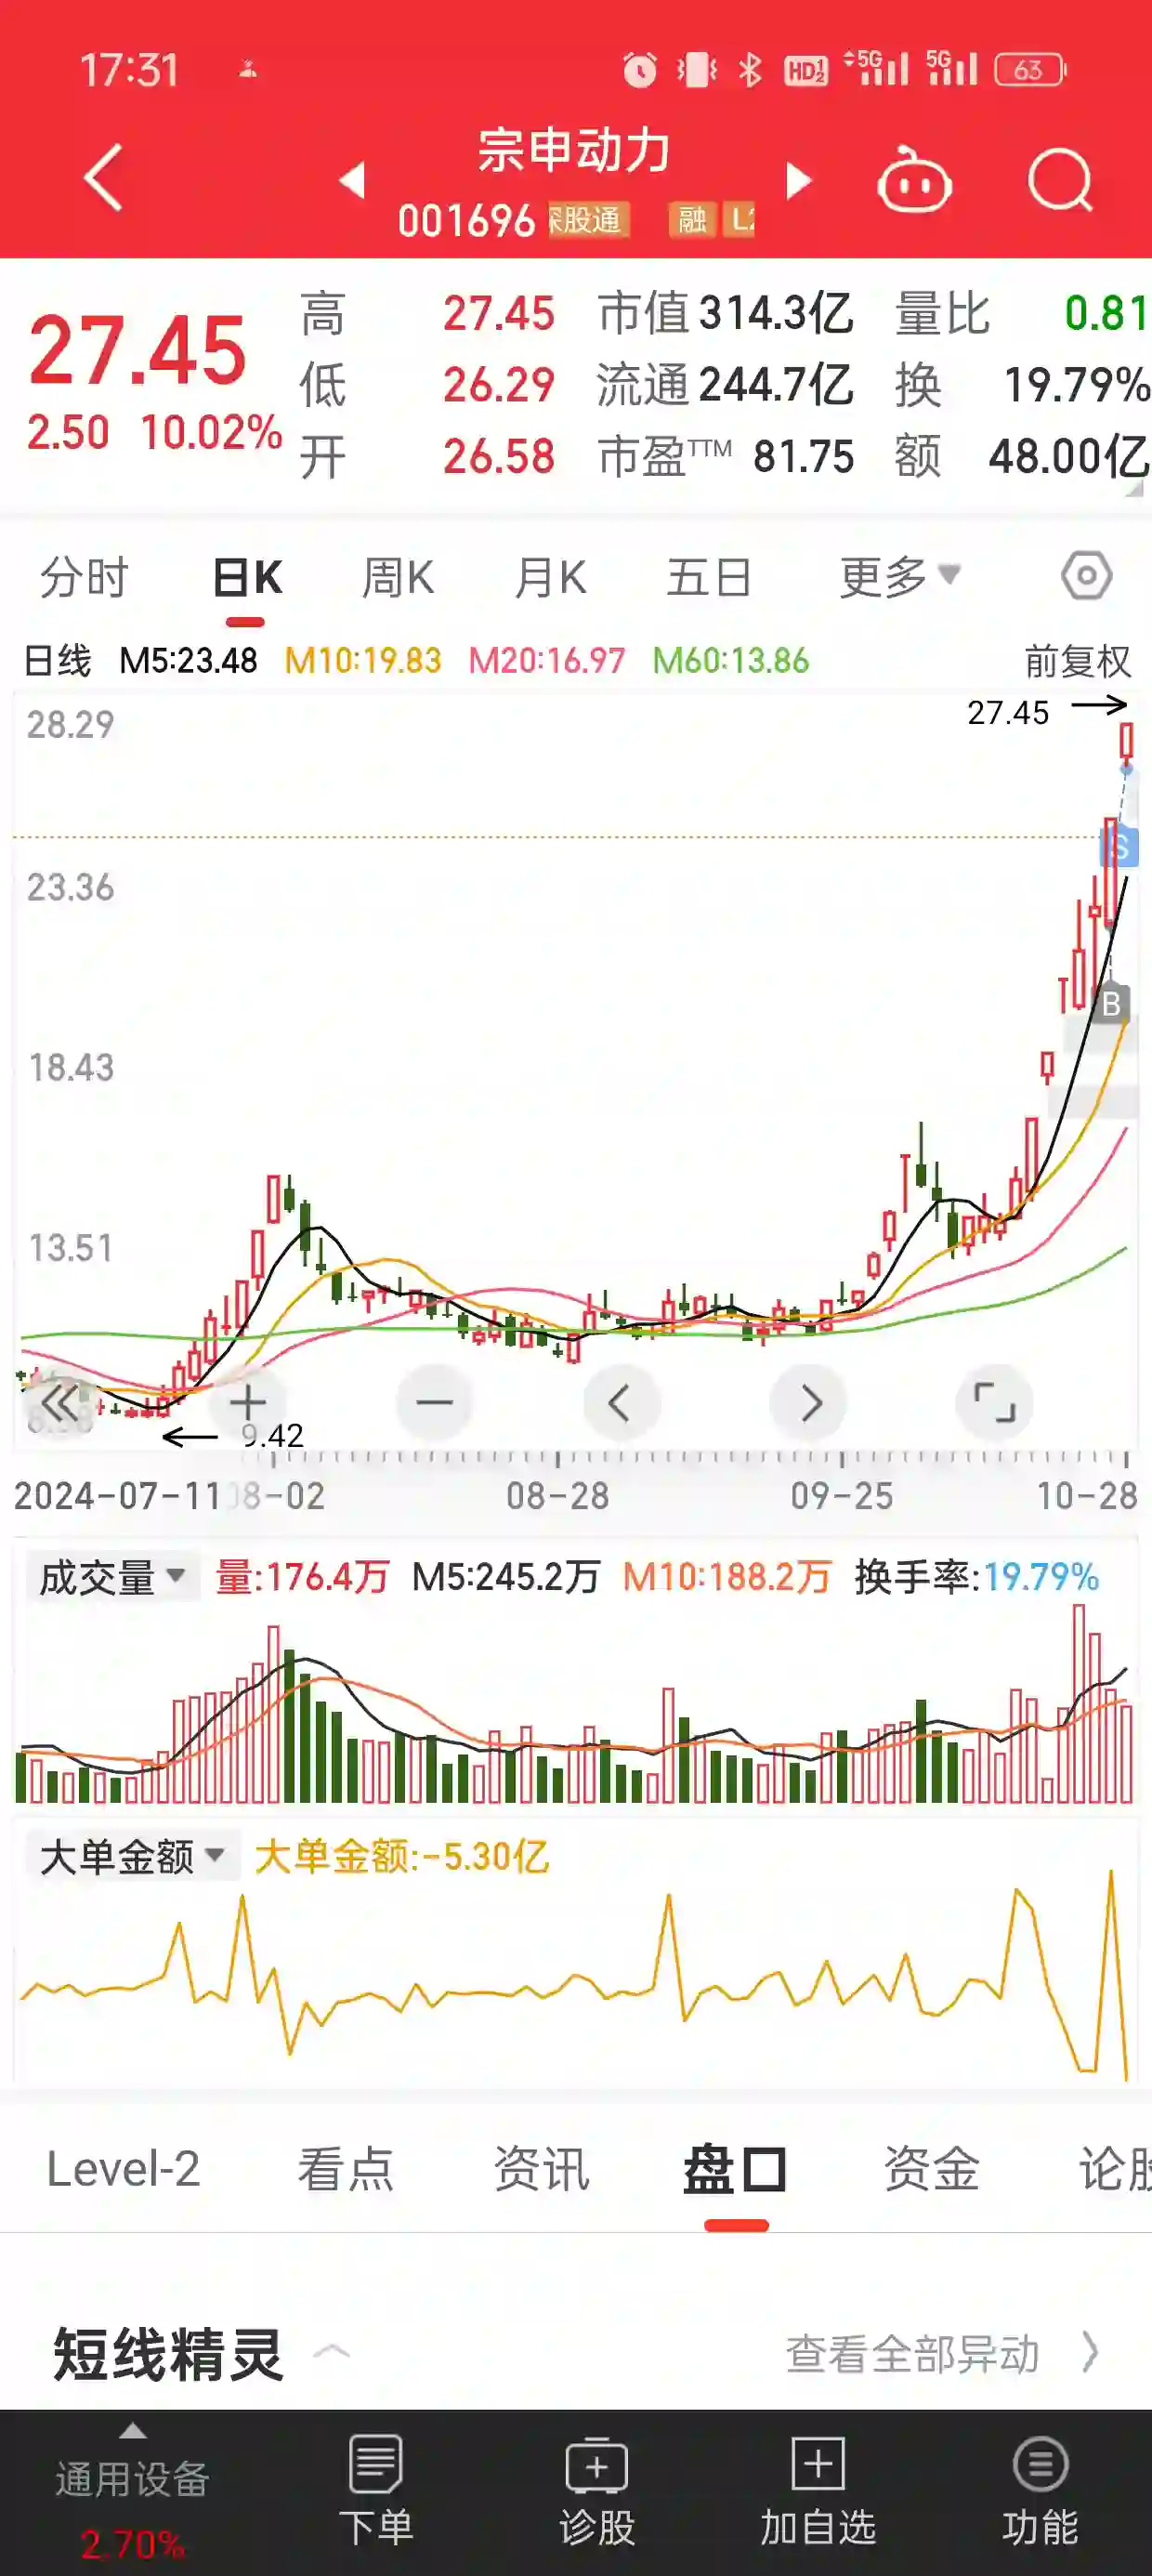 17:31 HD1 2 5G 5G 63
宗申动力
001696 深股通 融 L2
27.45
2.50 10.02%
高 27.45 市值 314.3亿 量比 0.81
低 26.29 流通 244.7亿 换 19.79%
开 26.58 市盈TTM 81.75 额 48.00亿
分时 日K 周K 月K 五日 更多
日线 M5:23.48 M10:19.83 M20:16.97 M60:13.86 前复权
28.29
27.45
S
23.36
B
18.43
13.51
9.42
2024-07-11 08-02 08-28 09-25 10-28
成交量 量:176.4万 M5:245.2万 M10:188.2万 换手率:19.79%
大单金额 大单金额:-5.30亿
Level-2 看点 资讯 盘口 资金 论股
短线精灵 查看全部异动
通用设备
2.70%
下单 诊股 加自选 功能